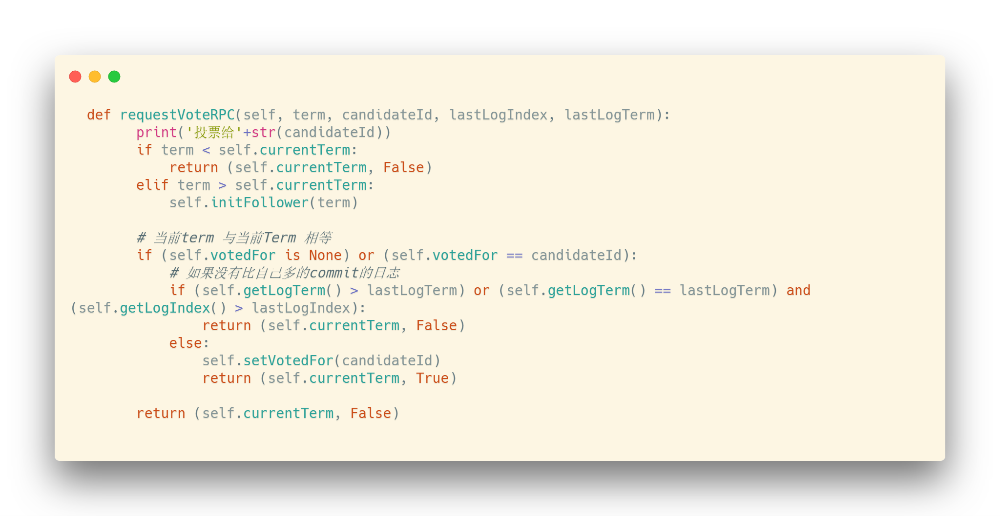 def requestVoteRPC(self, term, candidateId, lastLogIndex, lastLogTerm):
print('投票给'+str(candidateId))
if term < self.currentTerm:
return (self.currentTerm, False)
elif term > self.currentTerm:
self.initFollower(term)
# 当前term 与当前Term 相等
if (self.votedFor is None) or (self.votedFor == candidateId):
# 如果没有比自己多的commit的日志
if (self.getLogTerm() > lastLogTerm) or (self.getLogTerm() == lastLogTerm) and
(self.getLogIndex() > lastLogIndex):
return (self.currentTerm, False)
else:
self.setVotedFor(candidateId)
return (self.currentTerm, True)
return (self.currentTerm, False)